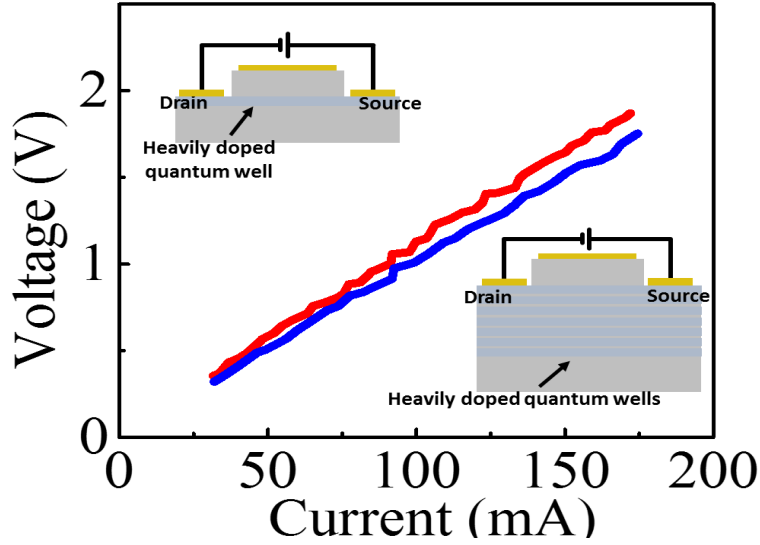 2
Drain
Source
Heavily doped
quantum well
Voltage (V)
1
Drain
Source
Heavily doped quantum wells
0
0
50
100
150
200
Current (mA)